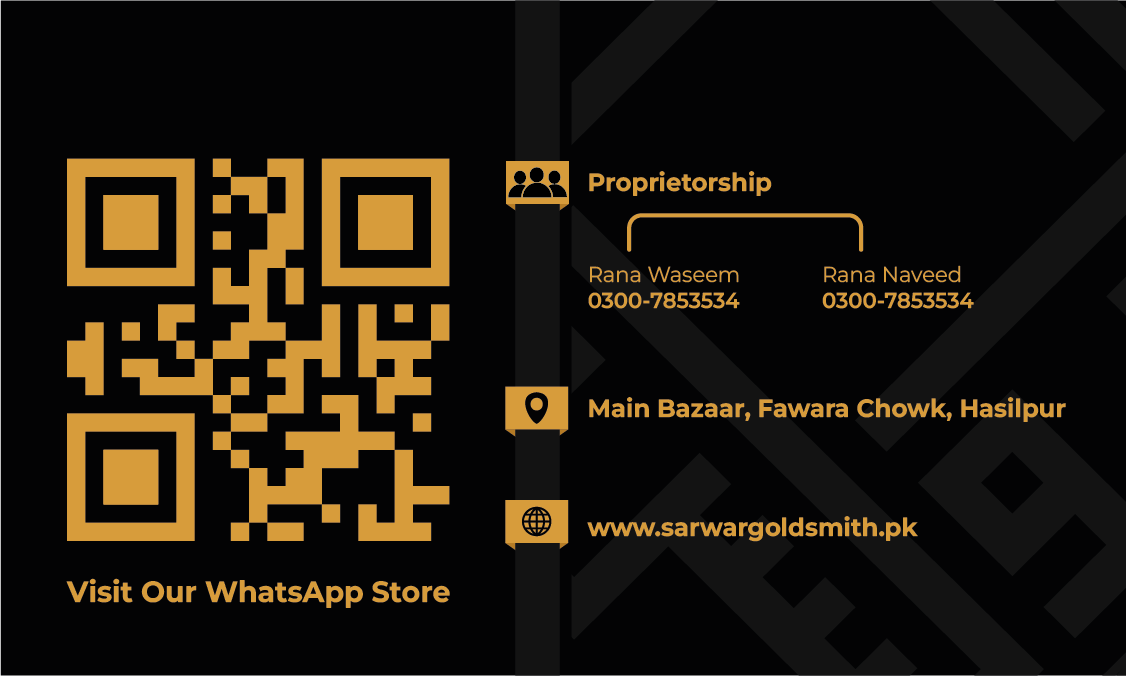 Proprietorship
Rana Waseem
0300-7853534
Rana Naveed
0300-7853534
Main Bazaar, Fawara Chowk, Hasilpur
www.sarwargoldsmith.pk
Visit Our WhatsApp Store